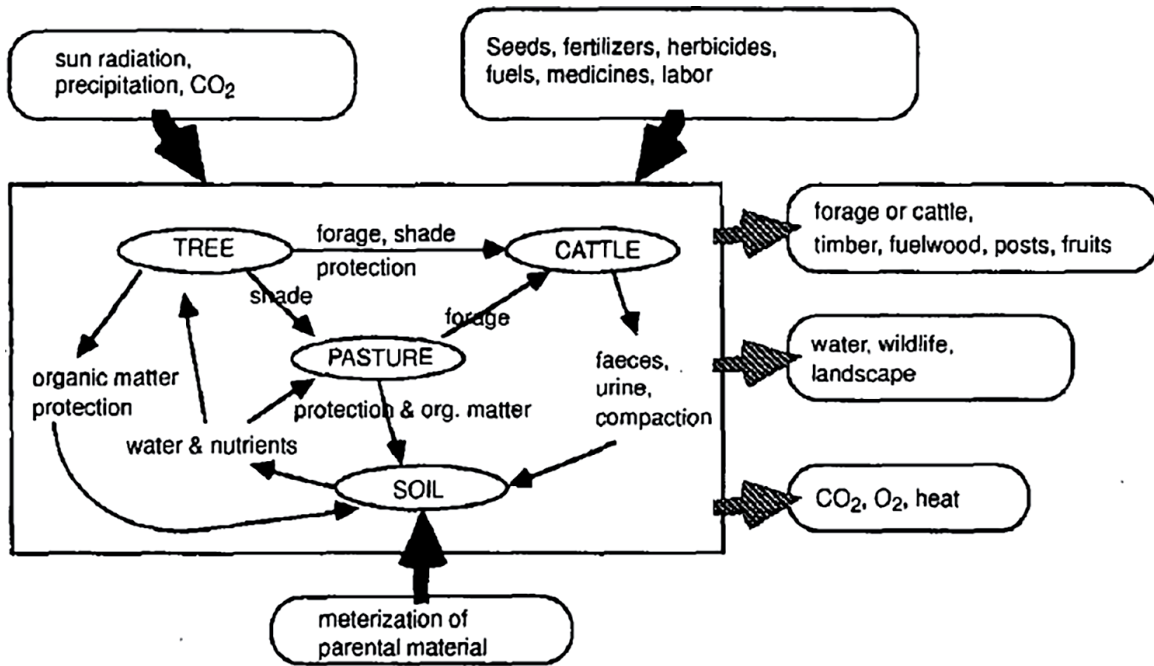 sun radiation,
precipitation, CO2
Seeds, fertilizers, herbicides,
fuels, medicines, labor
TREE
forage, shade
protection
CATTLE
shade
forage
PASTURE
organic matter
protection
protection & org. matter
faeces,
urine,
compaction
water & nutrients
SOIL
forage or cattle,
timber, fuelwood, posts, fruits
water, wildlife,
landscape
CO2, O2, heat
meterization of
parental material